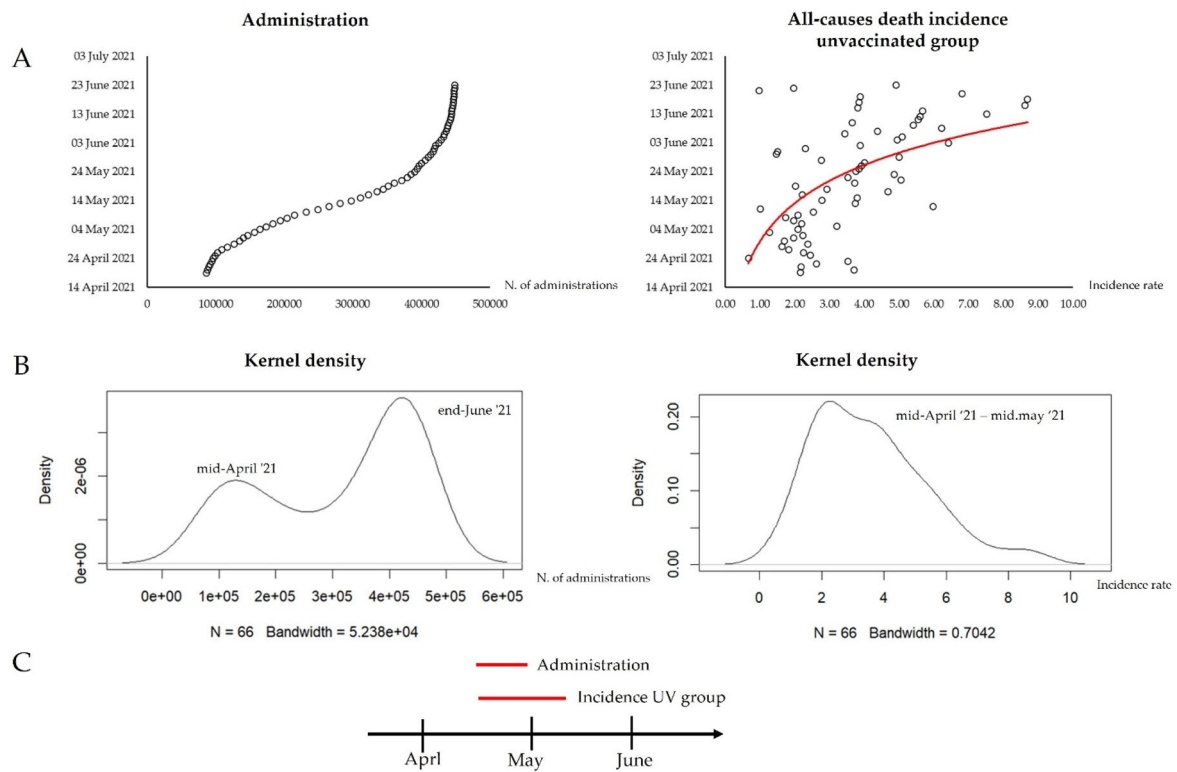 Administration
All-causes death incidence
unvaccinated group
A
03 July 2021
23 June 2021
13 June 2021
03 June 2021
24 May 2021
14 May 2021
04 May 2021
24 April 2021
14 April 2021
0
100000
200000
300000
400000
500000
N. of administrations
03 July 2021
23 June 2021
13 June 2021
03 June 2021
24 May 2021
14 May 2021
04 May 2021
24 April 2021
14 April 2021
0.00
1.00
2.00
3.00
4.00
5.00
6.00
7.00
8.00
9.00
10.00
Incidence rate
B
Kernel density
end-June '21
mid-April '21
Density
2e-06
0e+00
0e+00
1e+05
2e+05
3e+05
4e+05
5e+05
6e+05
N. of administrations
N = 66 Bandwidth = 5.238e+04
Kernel density
mid-April '21 – mid.may '21
Density
0.20
0.10
0.00
0
2
4
6
8
10
Incidence rate
N = 66 Bandwidth = 0.7042
C
Administration
Incidence UV group
Aprl
May
June